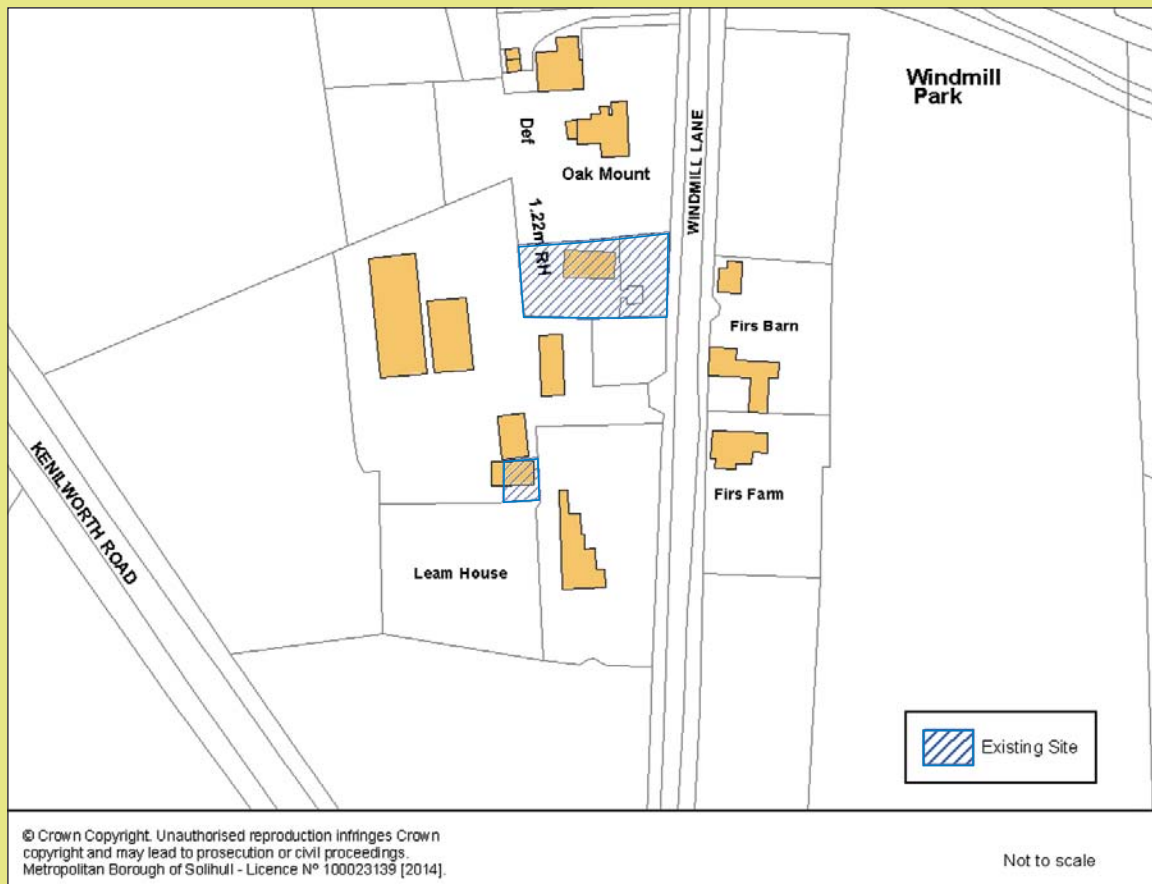 Windmill
Park
WINDMILL LANE
Def
Oak Mount
1.22m RH
Firs Barn
Firs Farm
KENILWORTH ROAD
Leam House
Existing Site
© Crown Copyright. Unauthorised reproduction infringes Crown
copyright and may lead to prosecution or civil proceedings.
Metropolitan Borough of Solihull - Licence Nº 100023139 [2014].
Not to scale